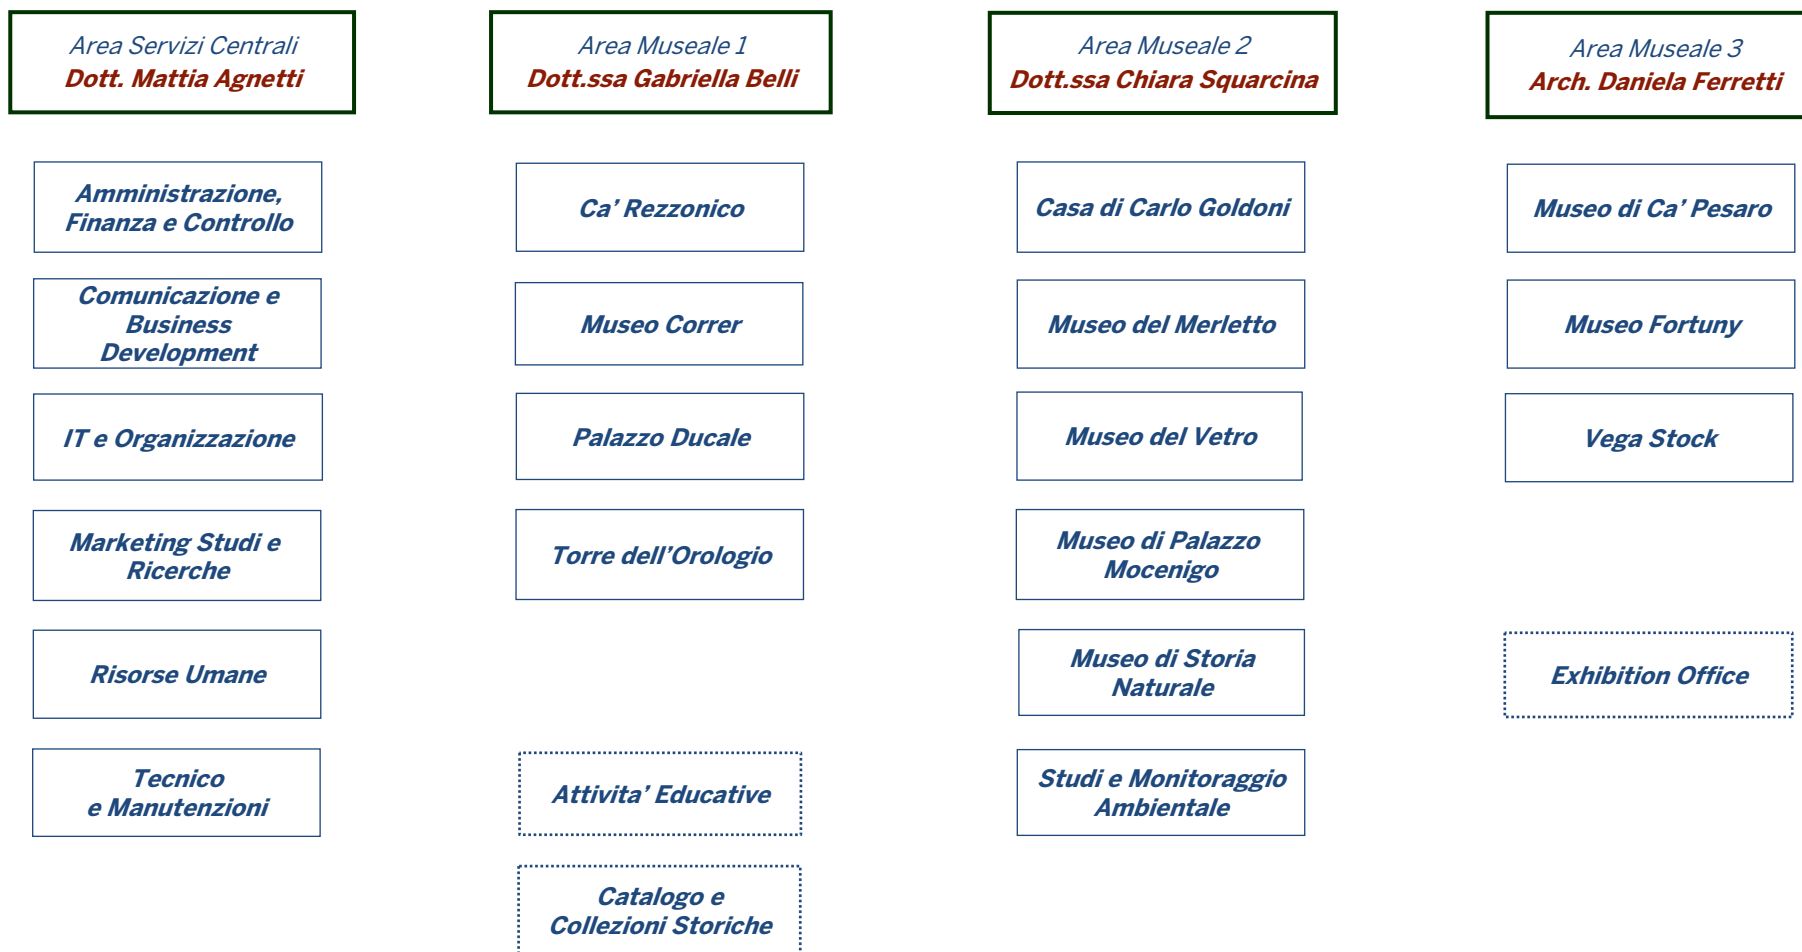 Area Servizi Centrali
Dott. Mattia Agnetti
Amministrazione,
Finanza e Controllo
Comunicazione e
Business
Development
IT e Organizzazione
Marketing Studi e
Ricerche
Risorse Umane
Tecnico
e Manutenzioni
Area Museale 1
Dott.ssa Gabriella Belli
Ca’ Rezzonico
Museo Correr
Palazzo Ducale
Torre dell’Orologio
Attivita’ Educative
Catalogo e
Collezioni Storiche
Area Museale 2
Dott.ssa Chiara Squarcina
Casa di Carlo Goldoni
Museo del Merletto
Museo del Vetro
Museo di Palazzo
Mocenigo
Museo di Storia
Naturale
Studi e Monitoraggio
Ambientale
Area Museale 3
Arch. Daniela Ferretti
Museo di Ca’ Pesaro
Museo Fortuny
Vega Stock
Exhibition Office